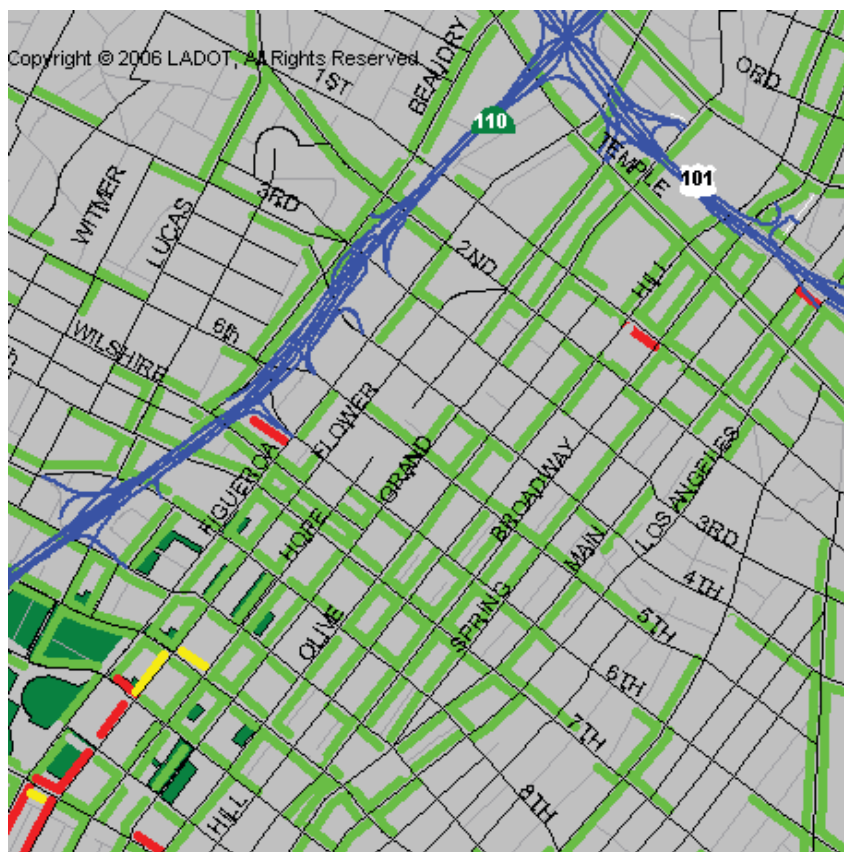 Copyright © 2006 LADOT, All Rights Reserved
BEAUDRY
1ST
ORD
110
TEMPLE
101
WITMER
LUCAS
3RD
2ND
HILL
WILSHIRE
6th
FLOWER
FIGUEROA
GRAND
HOPE
BROADWAY
LOS ANGELES
MAIN
3RD
4TH
5TH
SPRING
OLIVE
6TH
7TH
8TH
HILL